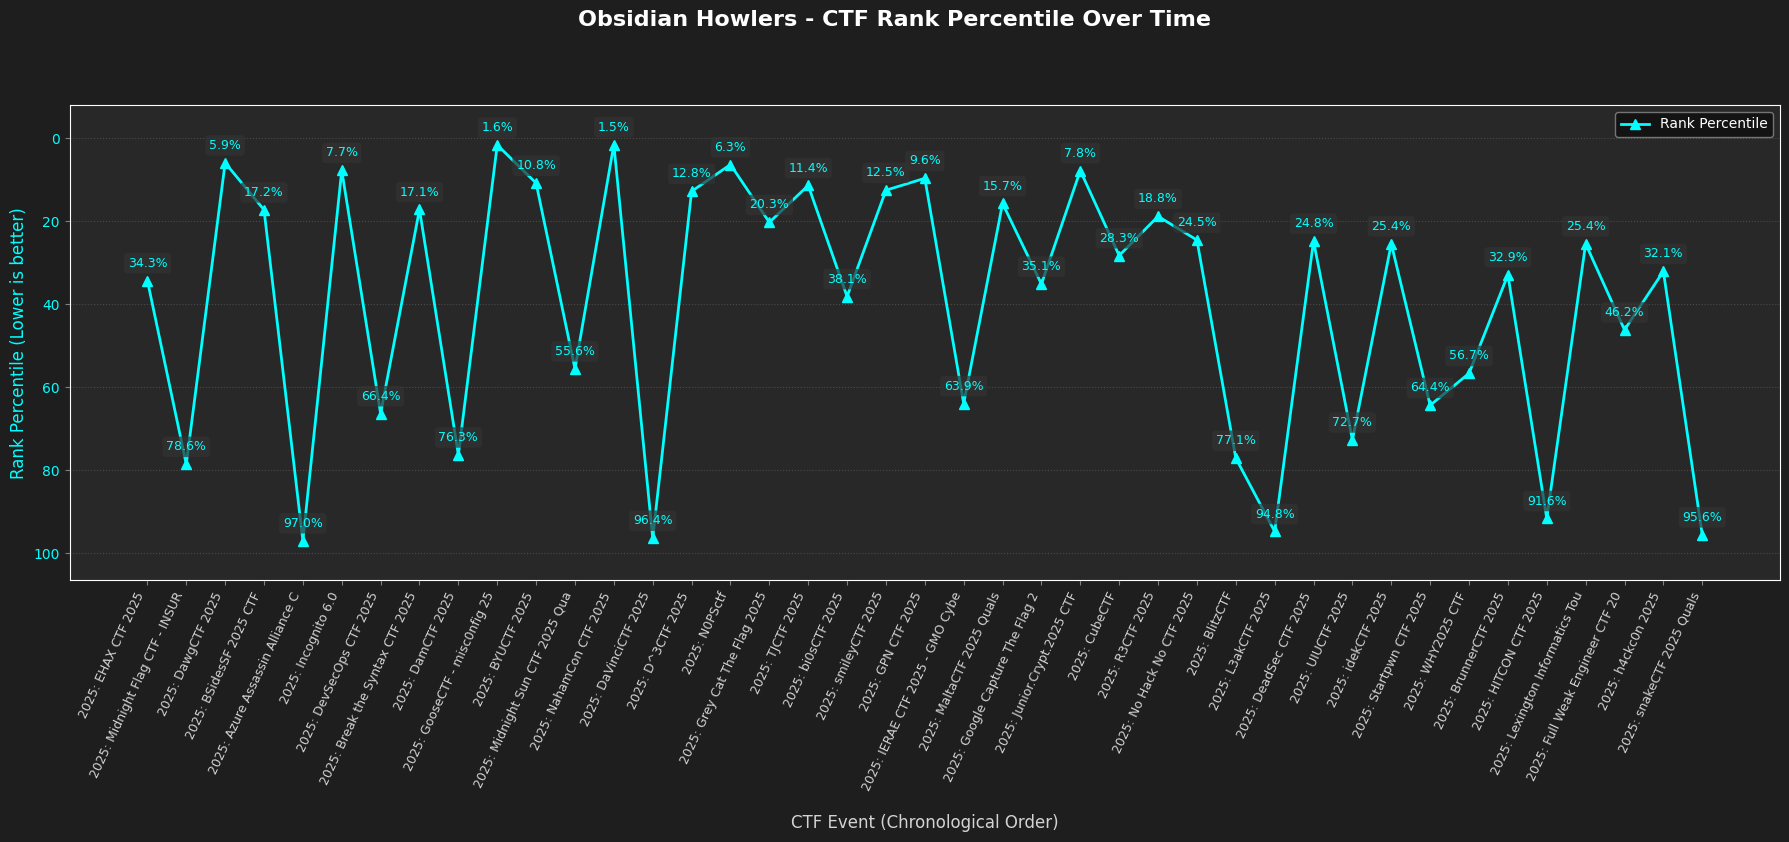 Obsidian Howlers - CTF Rank Percentile Over Time
Rank Percentile
Rank Percentile (Lower is better)
0
20
40
60
80
100
34.3%
78.6%
5.9%
17.2%
97.0%
7.7%
66.4%
17.1%
76.3%
1.6%
10.8%
55.6%
1.5%
96.4%
12.8%
6.3%
20.3%
11.4%
38.1%
12.5%
9.6%
63.9%
15.7%
35.1%
7.8%
28.3%
18.8%
24.5%
77.1%
94.8%
24.8%
72.7%
25.4%
64.4%
56.7%
32.9%
91.6%
25.4%
46.2%
32.1%
95.6%
2025: EHAX CTF 2025
2025: Midnight Flag CTF - INSUR
2025: DawgCTF 2025
2025: BSidesSF 2025 CTF
2025: Azure Assassin Alliance C
2025: Incognito 6.0
2025: DevSecOps CTF 2025
2025: Break the Syntax CTF 2025
2025: DamCTF 2025
2025: GooseCTF - misc0nfig 25
2025: BYUCTF 2025
2025: Midnight Sun CTF 2025 Qua
2025: NahamCon CTF 2025
2025: DaVinciCTF 2025
2025: D^3CTF 2025
2025: N0PSctf
2025: Grey Cat The Flag 2025
2025: TJCTF 2025
2025: bi0sCTF 2025
2025: smileyCTF 2025
2025: GPN CTF 2025
2025: IERAE CTF 2025 - GMO Cybe
2025: MaltaCTF 2025 Quals
2025: Google Capture The Flag 2
2025: Junior.Crypt.2025 CTF
2025: CubeCTF
2025: R3CTF 2025
2025: No Hack No CTF 2025
2025: BlitzCTF
2025: L3akCTF 2025
2025: DeadSec CTF 2025
2025: UIUCTF 2025
2025: idekCTF 2025
2025: Startpwn CTF 2025
2025: WHY2025 CTF
2025: BrunnerCTF 2025
2025: HITCON CTF 2025
2025: Lexington Informatics Tou
2025: Full Weak Engineer CTF 20
2025: h4ckc0n 2025
2025: snakeCTF 2025 Quals
CTF Event (Chronological Order)